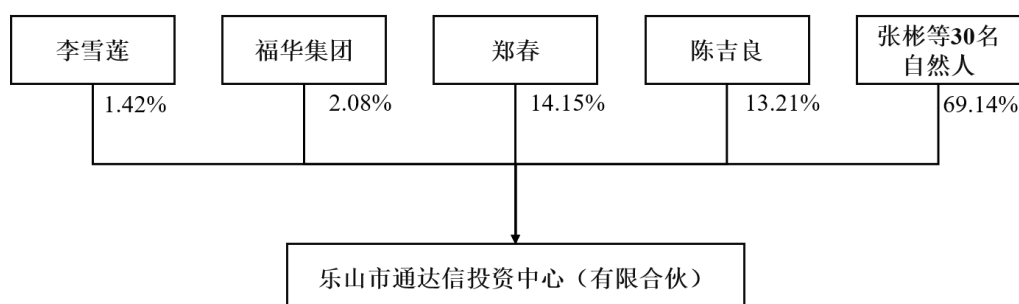 李雪莲
福华集团
郑春
陈吉良
张彬等30名
自然人
1.42%
2.08%
14.15%
13.21%
69.14%
乐山市通达信投资中心（有限合伙）